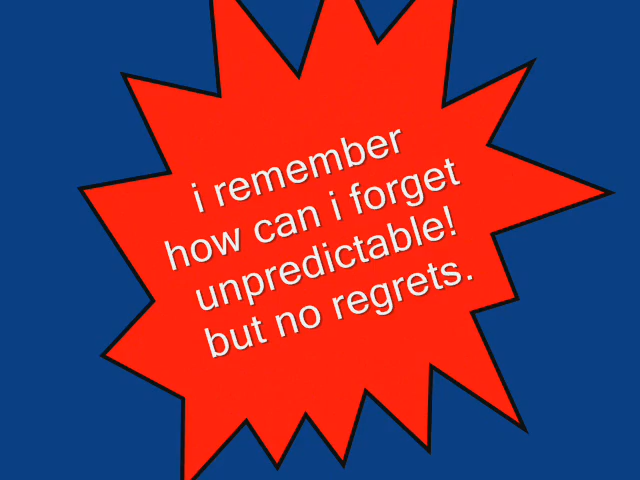 i remember
how can i forget
unpredictable!
but no regrets.